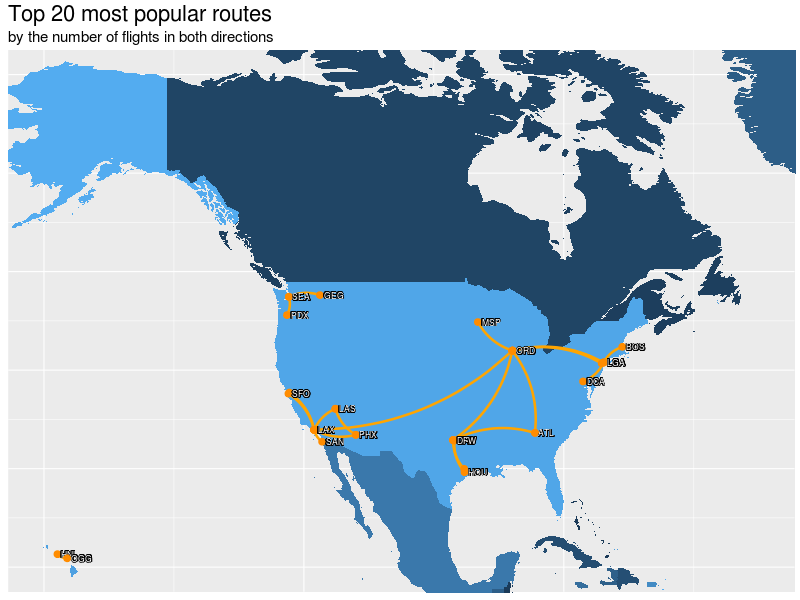 Top 20 most popular routes
by the number of flights in both directions
SEA
GEG
PDX
MSP
ORD
BOS
LGA
DCA
SFO
LAS
LAX
PHX
SAN
DFW
ATL
HOU
OGG